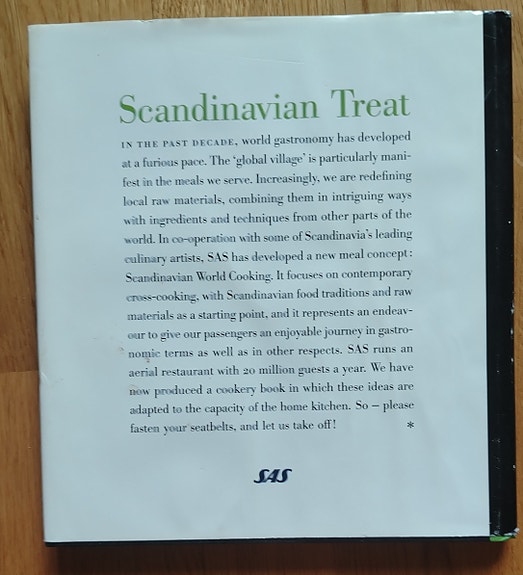 Scandinavian Treat
IN THE PAST DECADE, world gastronomy has developed
at a furious pace. The ‘global village’ is particularly mani-
fest in the meals we serve. Increasingly, we are redefining
local raw materials, combining them in intriguing ways
with ingredients and techniques from other parts of the
world. In co-operation with some of Scandinavia’s leading
culinary artists, SAS has developed a new meal concept:
Scandinavian World Cooking. It focuses on contemporary
cross-cooking, with Scandinavian food traditions and raw
materials as a starting point, and it represents an endeav-
our to give our passengers an enjoyable journey in gastro-
nomic terms as well as in other respects. SAS runs an
aerial restaurant with 20 million guests a year. We have
now produced a cookery book in which these ideas are
adapted to the capacity of the home kitchen. So – please
fasten your seatbelts, and let us take off! *
SAS